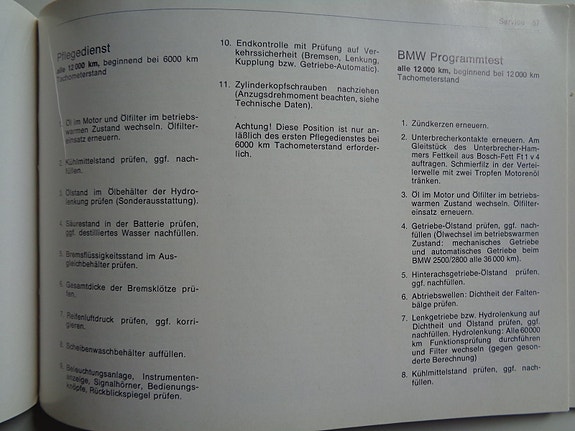 Service 37
Pflegedienst
alle 12 000 km, beginnend bei 6000 km
Tachometerstand
1. Öl im Motor und Ölfilter im betriebs-
warmen Zustand wechseln. Ölfilter-
einsatz erneuern.
2. Kühlmittelstand prüfen, ggf. nach-
füllen.
3. Ölstand im Ölbehälter der Hydro-
lenkung prüfen (Sonderausstattung).
4. Säurestand in der Batterie prüfen,
ggf. destilliertes Wasser nachfüllen.
5. Bremsflüssigkeitsstand im Aus-
gleichbehälter prüfen.
6. Gesamtdicke der Bremsklötze prü-
fen.
7. Reifenluftdruck prüfen, ggf. korri-
gieren.
8. Scheibenwaschbehälter auffüllen.
9. Beleuchtungsanlage, Instrumenten-
anzeige, Signalhörner, Bedienungs-
knöpfe, Rückblickspiegel prüfen.
10. Endkontrolle mit Prüfung auf Ver-
kehrssicherheit (Bremsen, Lenkung,
Kupplung bzw. Getriebe-Automatic).
11. Zylinderkopfschrauben nachziehen
(Anzugsdrehmoment beachten, siehe
Technische Daten).
Achtung! Diese Position ist nur an-
läßlich des ersten Pflegedienstes bei
6000 km Tachometerstand erforder-
lich.
BMW Programmtest
alle 12 000 km, beginnend bei 12 000 km
Tachometerstand
1. Zündkerzen erneuern.
2. Unterbrecherkontakte erneuern. Am
Gleitstück des Unterbrecher-Ham-
mers Fettkeil aus Bosch-Fett Ft 1 v 4
auftragen. Schmierfilz in der Vertei-
lerwelle mit zwei Tropfen Motorenöl
tränken.
3. Öl im Motor und Ölfilter im betriebs-
warmen Zustand wechseln. Ölfilter-
einsatz erneuern.
4. Getriebe-Ölstand prüfen, ggf. nach-
füllen (Ölwechsel im betriebswarmen
Zustand: mechanisches Getriebe
und automatisches Getriebe beim
BMW 2500/2800 alle 36 000 km).
5. Hinterachsgetriebe-Ölstand prüfen,
ggf. nachfüllen.
6. Abtriebswellen: Dichtheit der Falten-
bälge prüfen.
7. Lenkgetriebe bzw. Hydrolenkung auf
Dichtheit und Ölstand prüfen, ggf.
nachfüllen. Hydrolenkung: Alle 60000
km Funktionsprüfung durchführen
und Filter wechseln (gegen geson-
derte Berechnung)
8. Kühlmittelstand prüfen, ggf. nach-
füllen.